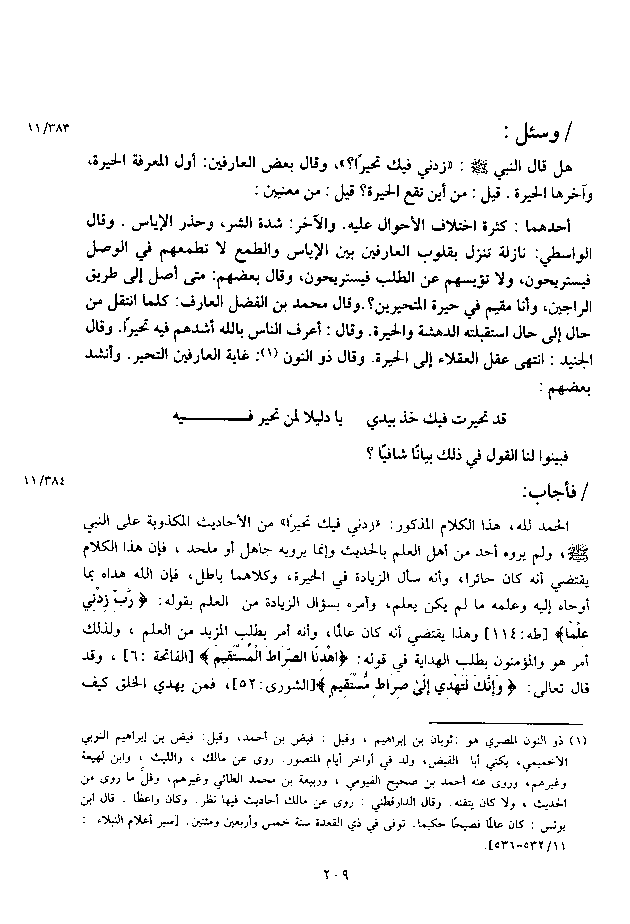 ١١/٣٨٣
/ وسئل :
هل قال النبي ﷺ : «زدني فيك تحيرًا؟»، وقال بعض العارفين: أول المعرفة الحيرة،
وآخرها الحيرة . قيل : من أين تقع الحيرة؟ قيل : من معنيين :
أحدهما : كثرة اختلاف الأحوال عليه. والآخر: شدة الشر، وحذر الإياس . وقال
الواسطي: نازلة تنزل بقلوب العارفين بين الإياس والطمع لا تطمعهم في الوصل
فيستريحون، ولا تؤيسهم عن الطلب فيستريحون، وقال بعضهم: متى أصل إلى طريق
الراجين، وأنا مقيم في حيرة المتحيرين؟.وقال محمد بن الفضل العارف: كلما انتقل من
حال إلى حال استقبلته الدهشة والحيرة. وقال : أعرف الناس بالله أشدهم فيه تحيرًا. وقال
الجنيد : انتهى عقل العقلاء إلى الحيرة. وقال ذو النون (١): غاية العارفين التحير. وأنشد
بعضهم :
قد تحيرت فيك خذ بيدي يا دليلا لمن تحير فـــــيه
فبينوا لنا القول في ذلك بيانًا شافيًا ؟
١١/٣٨٤
/ فأجاب:
الحمد لله، هذا الكلام المذكور: «زدني فيك تحيرًا» من الأحاديث المكذوبة على النبي
ﷺ ، ولم يروه أحد من أهل العلم بالحديث وإنما يرويه جاهل أو ملحد ، فإن هذا الكلام
يقتضي أنه كان حائرا، وأنه سأل الزيادة في الحيرة، وكلاهما باطل، فإن الله هداه بما
أوحاه إليه وعلمه ما لم يكن يعلم، وأمره بسؤال الزيادة من العلم بقوله: ﴿ رَّبِّ زِدْنِي
عِلْمًا﴾ [طه:١١٤] وهذا يقتضي أنه كان عالمًا، وأنه أمر بطلب المزيد من العلم ، ولذلك
أمر هو والمؤمنون بطلب الهداية في قوله: ﴿اهْدِنَا الصِّرَاطَ الْمُسْتَقِيمَ﴾ [الفاتحة :٦] ، وقد
قال تعالى: ﴿ وَإِنَّكَ لَتَهْدِي إِلَىٰ صِرَاطٍ مُّسْتَقِيمٍ ﴾[الشورى:٥٢]، فمن يهدي الخلق كيف
(١) ذو النون المصري هو :ثوبان بن إبراهيم ، وقيل : فيض بن أحمد، وقيل: فيض بن إبراهيم النوبي
الأخميمي، يكنى أبا الفيض، ولد في أواخر أيام المنصور. روى عن مالك ، والليث ، وابن لهيعة
وغيرهم، وروى عنه أحمد بن صحيح الفيومي ، وربيعة بن محمد الطائي وغيرهم، وقلَّ ما روى من
الحديث ، ولا كان يتقنه. وقال الدارقطني : روى عن مالك أحاديث فيها نظر. وكان واعظًا . قال ابن
يونس : كان عالمًا فصيحًا حكيما. توفى في ذي القعدة سنة خمس وأربعين ومئتين. [سير أعلام النبلاء :
١١/ ٥٣٢-٥٣٦].
٢٠٩